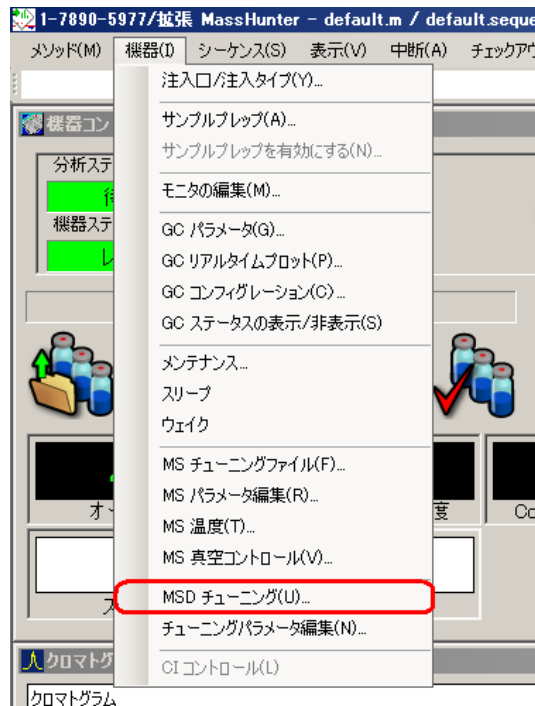 1-7890-5977/拡張 MassHunter - default.m / default.seque
メソッド(M) 機器(I) シーケンス(S) 表示(V) 中断(A) チェックアウ
注入口/注入タイプ(Y)...
機器コン
サンプルプレップ(A)...
サンプルプレップを有効にする(N)...
分析ステ
モニタの編集(M)...
機器ステ
GC パラメータ(G)...
レ
GC リアルタイムプロット(P)...
GC コンフィグレーション(C)...
GC ステータスの表示/非表示(S)
メンテナンス...
スリープ
ウェイク
MS チューニングファイル(F)...
MS パラメータ編集(R)...
オー
度
Co
MS 温度(T)...
MS 真空コントロール(V)...
MSD チューニング(U)...
ス
チューニングパラメータ編集(N)...
クロマトグ
CI コントロール(L)
クロマトグラム